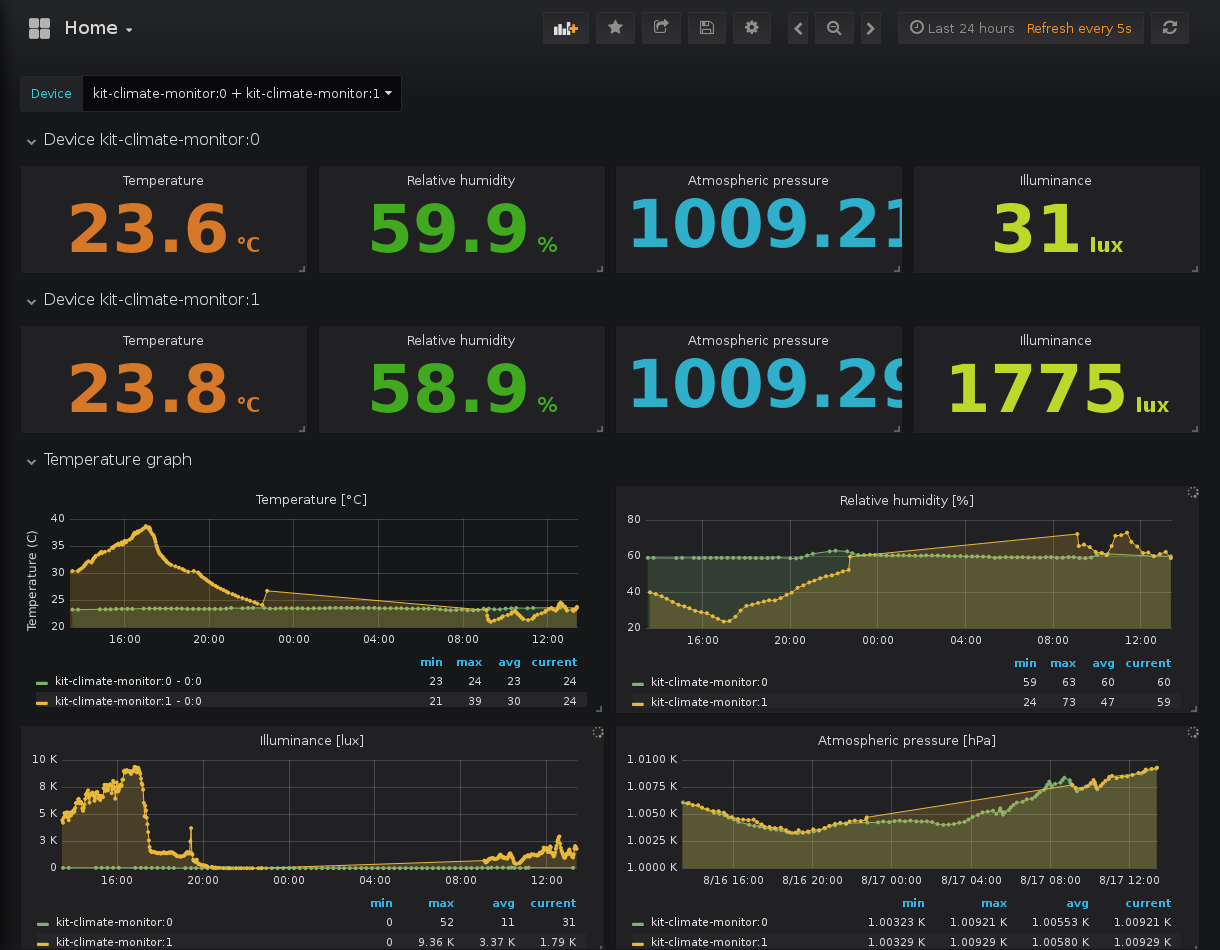 Home
Last 24 hours Refresh every 5s
Device kit-climate-monitor:0 + kit-climate-monitor:1
Device kit-climate-monitor:0
Temperature Relative humidity Atmospheric pressure Illuminance
23.6 °C 59.9 % 1009.21 31 lux
Device kit-climate-monitor:1
Temperature Relative humidity Atmospheric pressure Illuminance
23.8 °C 58.9 % 1009.29 1775 lux
Temperature graph
Temperature [°C]
Temperature (C)
40
35
30
25
20
16:00 20:00 00:00 04:00 08:00 12:00
min max avg current
kit-climate-monitor:0 - 0:0 23 24 23 24
kit-climate-monitor:1 - 0:0 21 39 30 24
Relative humidity [%]
80
60
40
20
16:00 20:00 00:00 04:00 08:00 12:00
min max avg current
kit-climate-monitor:0 59 63 60 60
kit-climate-monitor:1 24 73 47 59
Illuminance [lux]
10 K
8 K
5 K
3 K
0
16:00 20:00 00:00 04:00 08:00 12:00
min max avg current
kit-climate-monitor:0 0 52 11 31
kit-climate-monitor:1 0 9.36 K 3.37 K 1.79 K
Atmospheric pressure [hPa]
1.0100 K
1.0075 K
1.0050 K
1.0025 K
1.0000 K
8/16 16:00 8/16 20:00 8/17 00:00 8/17 04:00 8/17 08:00 8/17 12:00
min max avg current
kit-climate-monitor:0 1.00323 K 1.00921 K 1.00553 K 1.00921 K
kit-climate-monitor:1 1.00329 K 1.00929 K 1.00580 K 1.00929 K